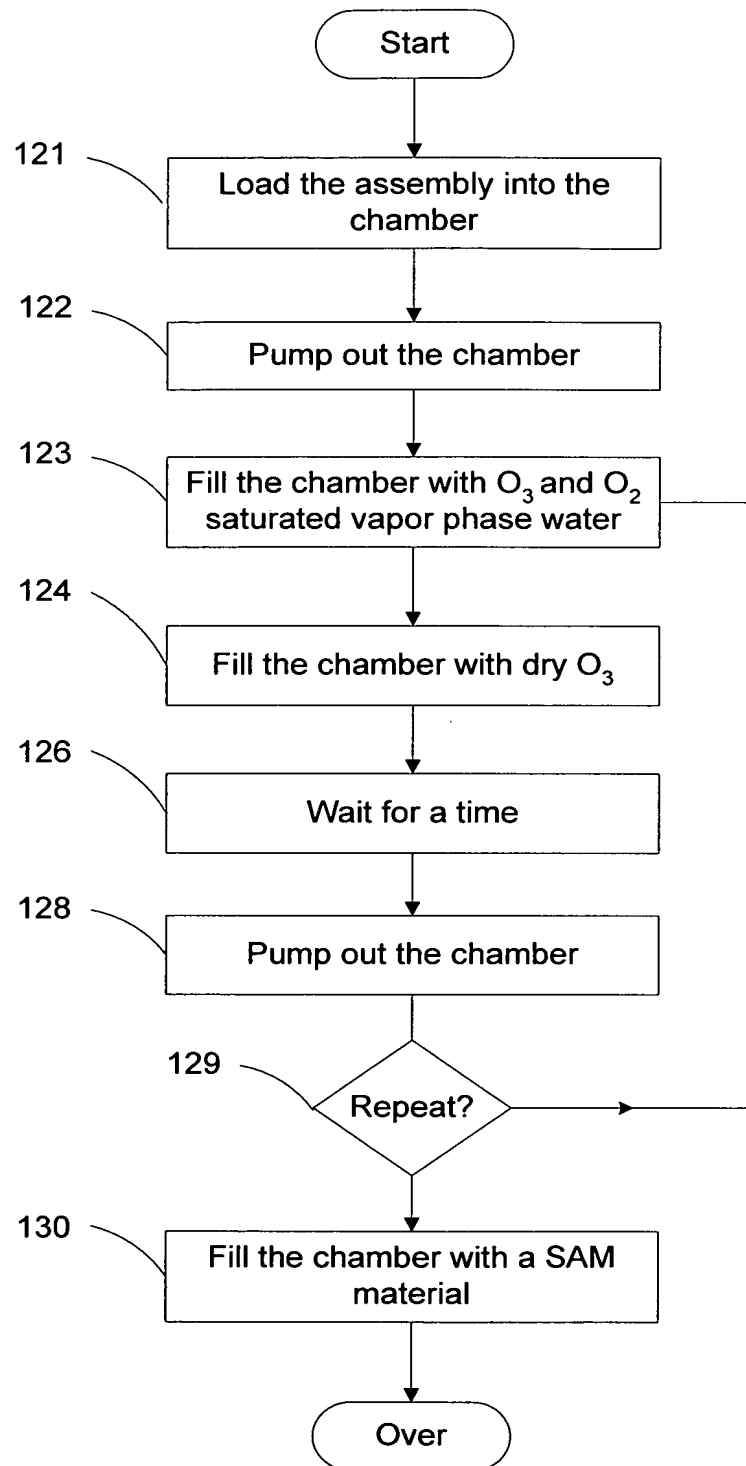 Start
121
Load the assembly into the
chamber
122
Pump out the chamber
123
Fill the chamber with O₃ and O₂
saturated vapor phase water
124
Fill the chamber with dry O₃
126
Wait for a time
128
Pump out the chamber
129
Repeat?
130
Fill the chamber with a SAM
material
Over